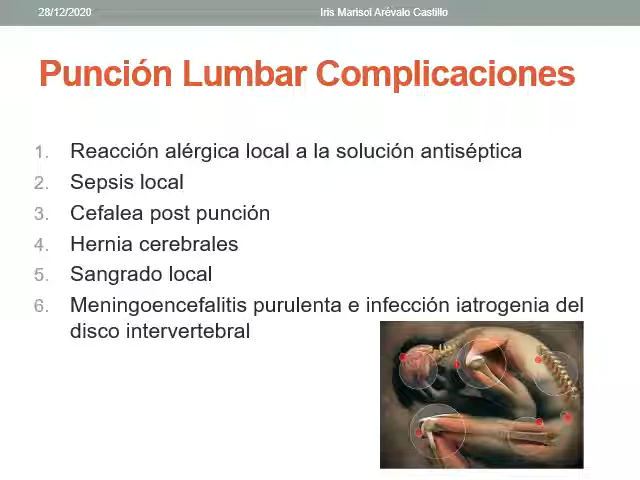 28/12/2020 Iris Marisol Arévalo Castillo
Punción Lumbar Complicaciones
1. Reacción alérgica local a la solución antiséptica
2. Sepsis local
3. Cefalea post punción
4. Hernia cerebrales
5. Sangrado local
6. Meningoencefalitis purulenta e infección iatrogenia del
disco intervertebral